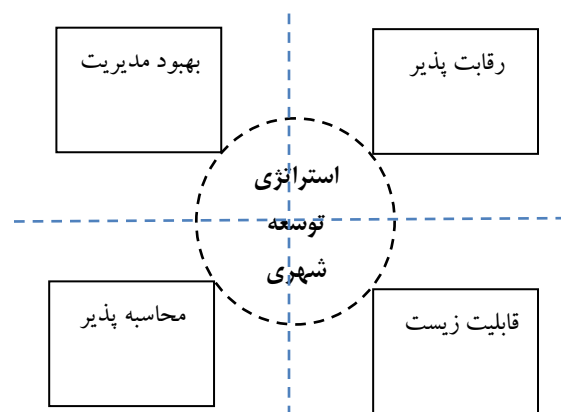 رقابت پذیر
بهبود مدیریت
استراتژی
توسعه
شهری
قابلیت زیست
محاسبه پذیر